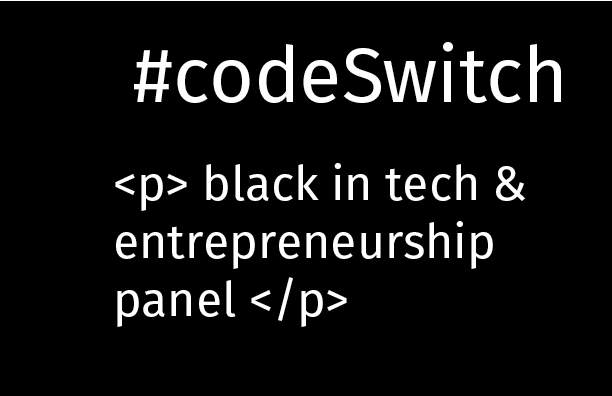 #codeSwitch
<p> black in tech &
entrepreneurship
panel </p>